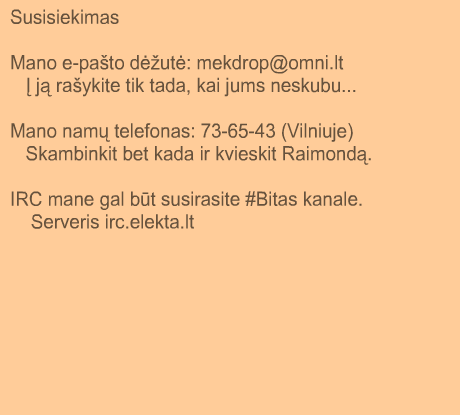 Susisiekimas
Mano e-pašto dėžutė: mekdrop@omni.lt
Į ją rašykite tik tada, kai jums neskubu...
Mano namų telefonas: 73-65-43 (Vilniuje)
Skambinkit bet kada ir kvieskit Raimondą.
IRC mane gal būt susirasite #Bitas kanale.
Serveris irc.elekta.lt